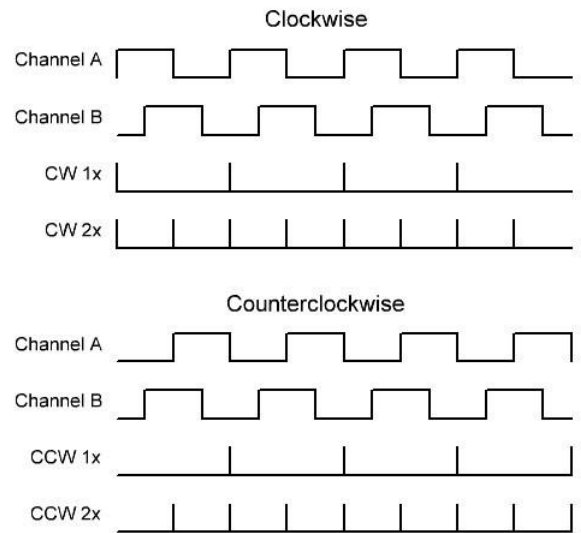 Clockwise
Channel A
Channel B
CW 1x
CW 2x
Counterclockwise
Channel A
Channel B
CCW 1x
CCW 2x